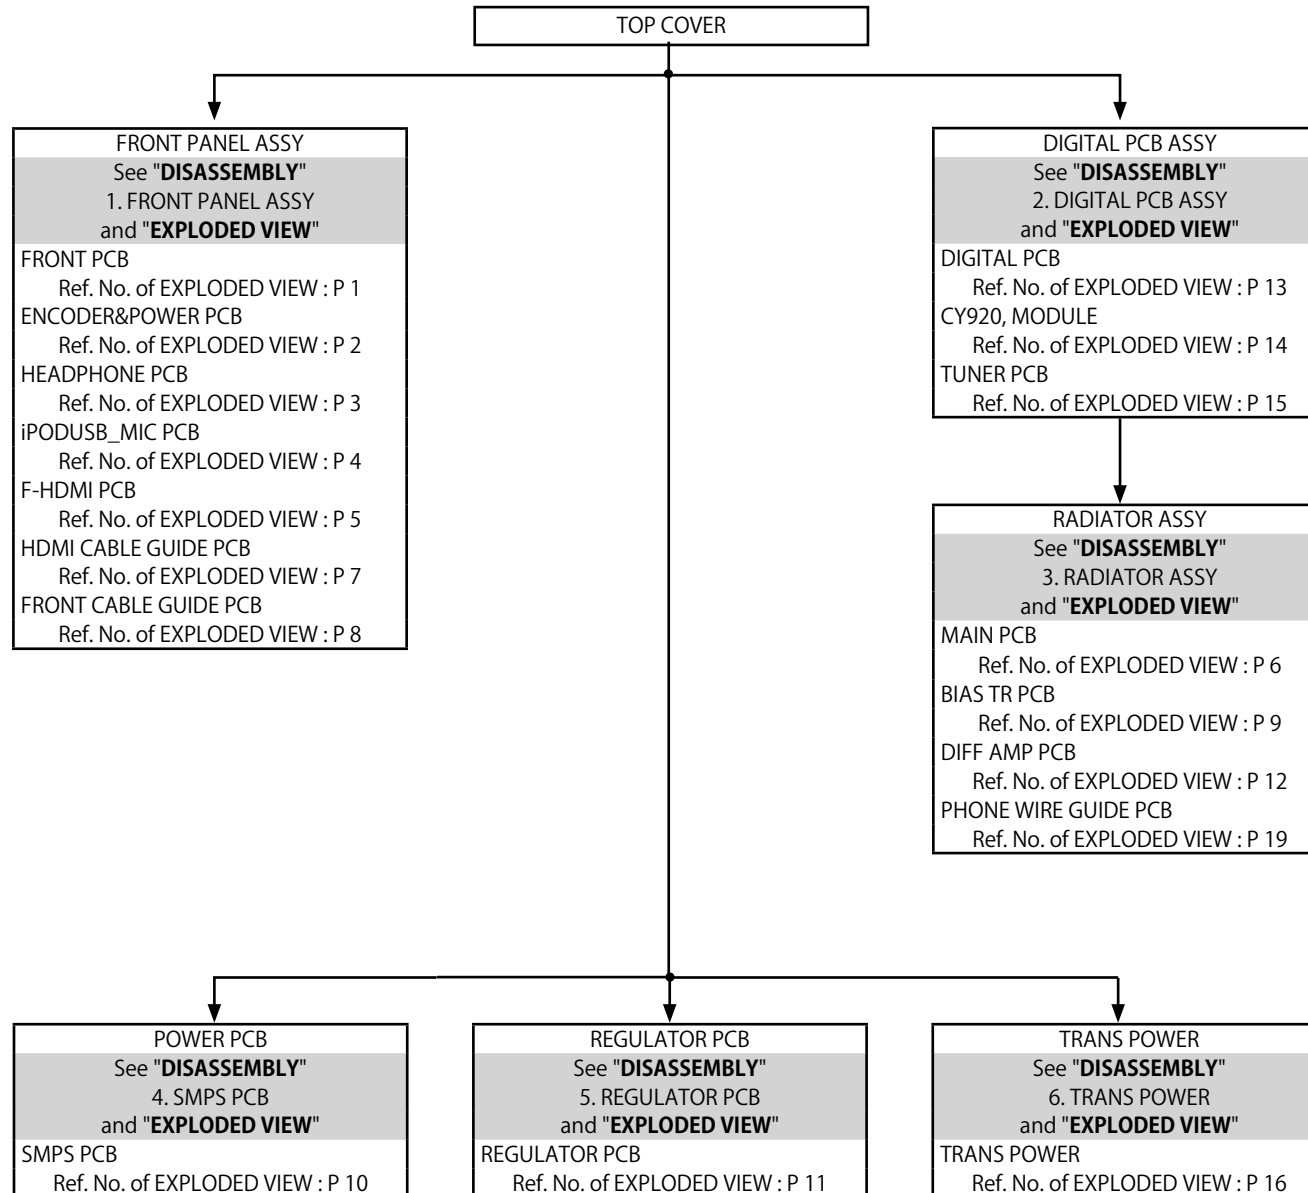 TOP COVER
FRONT PANEL ASSY
See "DISASSEMBLY"
1. FRONT PANEL ASSY
and "EXPLODED VIEW"
FRONT PCB
Ref. No. of EXPLODED VIEW : P 1
ENCODER&POWER PCB
Ref. No. of EXPLODED VIEW : P 2
HEADPHONE PCB
Ref. No. of EXPLODED VIEW : P 3
iPODUSB_MIC PCB
Ref. No. of EXPLODED VIEW : P 4
F-HDMI PCB
Ref. No. of EXPLODED VIEW : P 5
HDMI CABLE GUIDE PCB
Ref. No. of EXPLODED VIEW : P 7
FRONT CABLE GUIDE PCB
Ref. No. of EXPLODED VIEW : P 8
DIGITAL PCB ASSY
See "DISASSEMBLY"
2. DIGITAL PCB ASSY
and "EXPLODED VIEW"
DIGITAL PCB
Ref. No. of EXPLODED VIEW : P 13
CY920, MODULE
Ref. No. of EXPLODED VIEW : P 14
TUNER PCB
Ref. No. of EXPLODED VIEW : P 15
RADIATOR ASSY
See "DISASSEMBLY"
3. RADIATOR ASSY
and "EXPLODED VIEW"
MAIN PCB
Ref. No. of EXPLODED VIEW : P 6
BIAS TR PCB
Ref. No. of EXPLODED VIEW : P 9
DIFF AMP PCB
Ref. No. of EXPLODED VIEW : P 12
PHONE WIRE GUIDE PCB
Ref. No. of EXPLODED VIEW : P 19
POWER PCB
See "DISASSEMBLY"
4. SMPS PCB
and "EXPLODED VIEW"
SMPS PCB
Ref. No. of EXPLODED VIEW : P 10
REGULATOR PCB
See "DISASSEMBLY"
5. REGULATOR PCB
and "EXPLODED VIEW"
REGULATOR PCB
Ref. No. of EXPLODED VIEW : P 11
TRANS POWER
See "DISASSEMBLY"
6. TRANS POWER
and "EXPLODED VIEW"
TRANS POWER
Ref. No. of EXPLODED VIEW : P 16